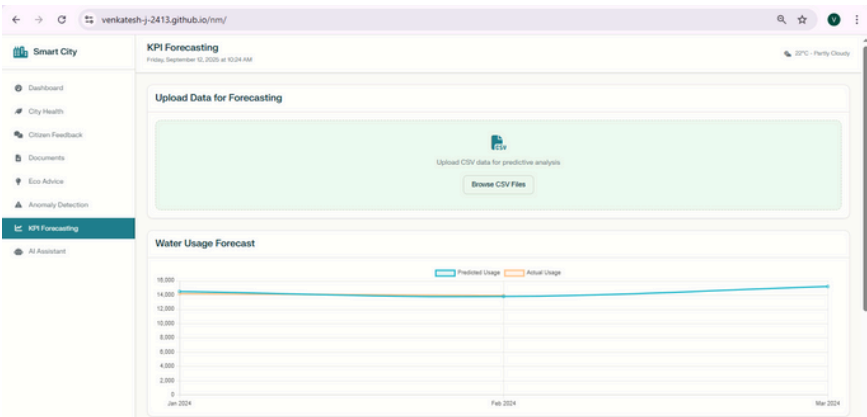 venkatesh-j-2413.github.io/nm/
V
Smart City
KPI Forecasting
Friday, September 12, 2025 at 10:24 AM
22°C - Partly Cloudy
Dashboard
City Health
Citizen Feedback
Documents
Eco Advice
Anomaly Detection
KPI Forecasting
AI Assistant
Upload Data for Forecasting
CSV
Upload CSV data for predictive analysis
Browse CSV Files
Water Usage Forecast
Predicted Usage Actual Usage
16,000
14,000
12,000
10,000
8,000
6,000
4,000
2,000
0
Jan 2024 Feb 2024 Mar 2024